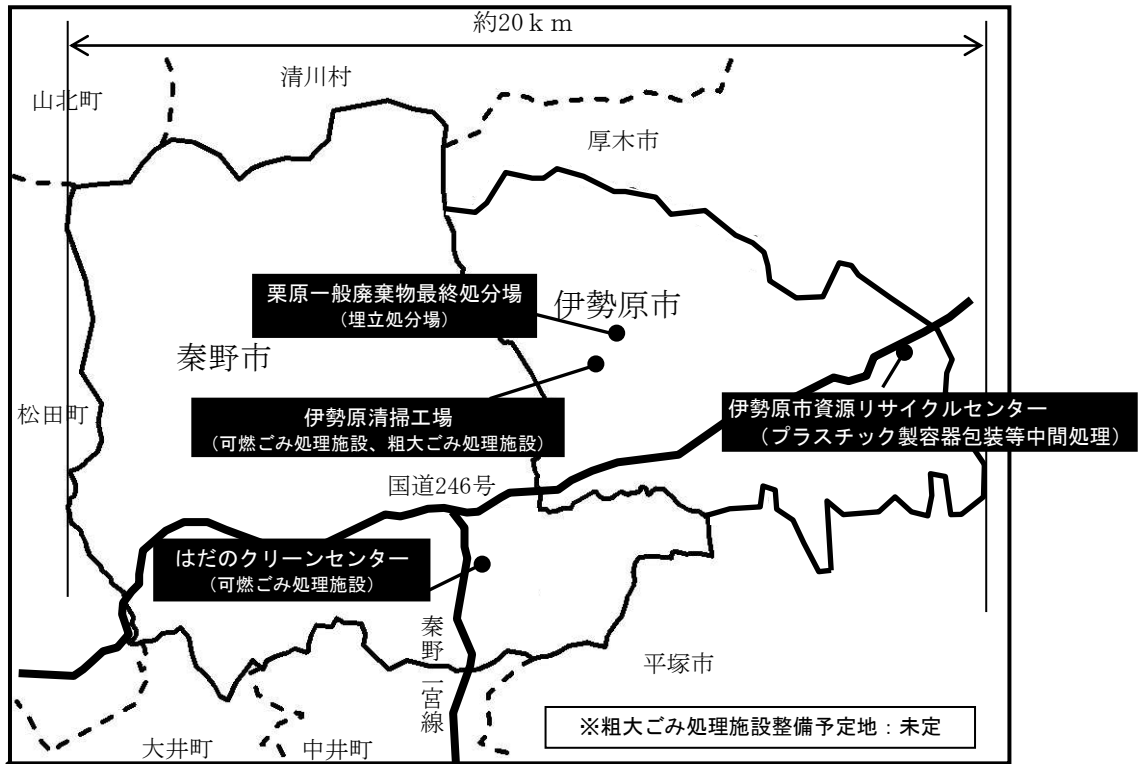 約20ｋｍ
清川村
山北町
厚木市
栗原一般廃棄物最終処分場
（埋立処分場）
伊勢原市
秦野市
松田町
伊勢原清掃工場
（可燃ごみ処理施設、粗大ごみ処理施設）
伊勢原市資源リサイクルセンター
（プラスチック製容器包装等中間処理）
国道246号
はだのクリーンセンター
（可燃ごみ処理施設）
秦野二宮線
平塚市
※粗大ごみ処理施設整備予定地：未定
大井町
中井町